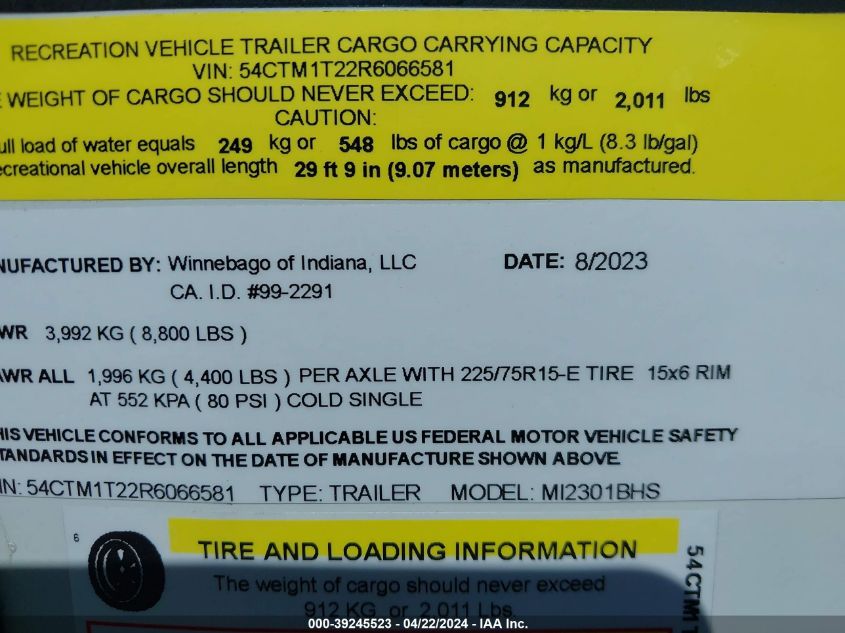 RECREATION VEHICLE TRAILER CARGO CARRYING CAPACITY
VIN: 54CTM1T22R6066581
E WEIGHT OF CARGO SHOULD NEVER EXCEED: 912 kg or 2,011 lbs
CAUTION:
ull load of water equals 249 kg or 548 lbs of cargo @ 1 kg/L (8.3 lb/gal)
ecreational vehicle overall length 29 ft 9 in (9.07 meters) as manufactured.
NUFACTURED BY: Winnebago of Indiana, LLC DATE: 8/2023
CA. I.D. #99-2291
WR 3,992 KG ( 8,800 LBS )
AWR ALL 1,996 KG ( 4,400 LBS ) PER AXLE WITH 225/75R15-E TIRE 15x6 RIM
AT 552 KPA ( 80 PSI ) COLD SINGLE
HIS VEHICLE CONFORMS TO ALL APPLICABLE US FEDERAL MOTOR VEHICLE SAFETY
TANDARDS IN EFFECT ON THE DATE OF MANUFACTURE SHOWN ABOVE
IN: 54CTM1T22R6066581 TYPE: TRAILER MODEL: MI2301BHS
6
TIRE AND LOADING INFORMATION
The weight of cargo should never exceed
912 KG or 2,011 Lbs.
54CTM1
000-39245523 - 04/22/2024 - IAA Inc.